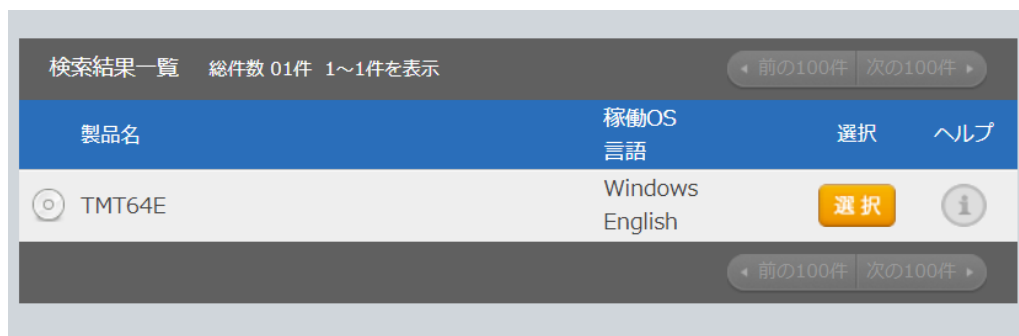 検索結果一覧 総件数 01件 1～1件を表示 前の100件 次の100件
製品名 稼働OS 言語 選択 ヘルプ
TMT64E Windows English 選択
前の100件 次の100件